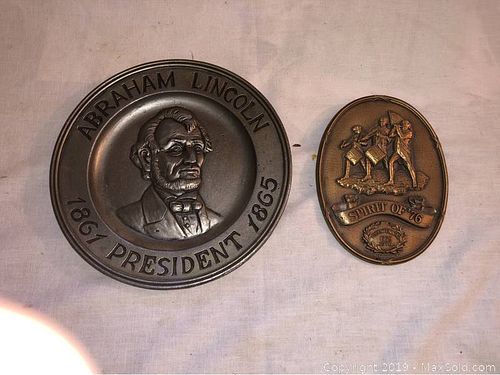 ABRAHAM LINCOLN
1861 PRESIDENT 1865
SPIRIT OF '76
Copyright 2019 - MaxSold.com